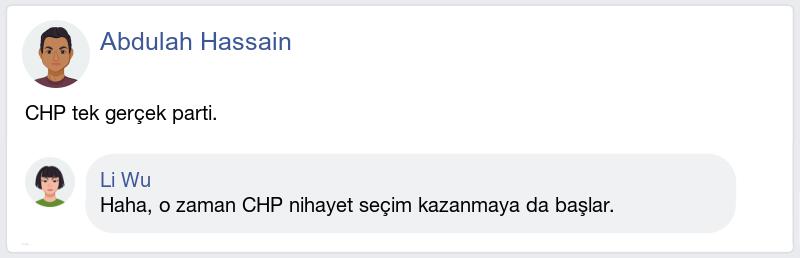 Abdulah Hassain
CHP tek gerçek parti.
Li Wu
Haha, o zaman CHP nihayet seçim kazanmaya da başlar.